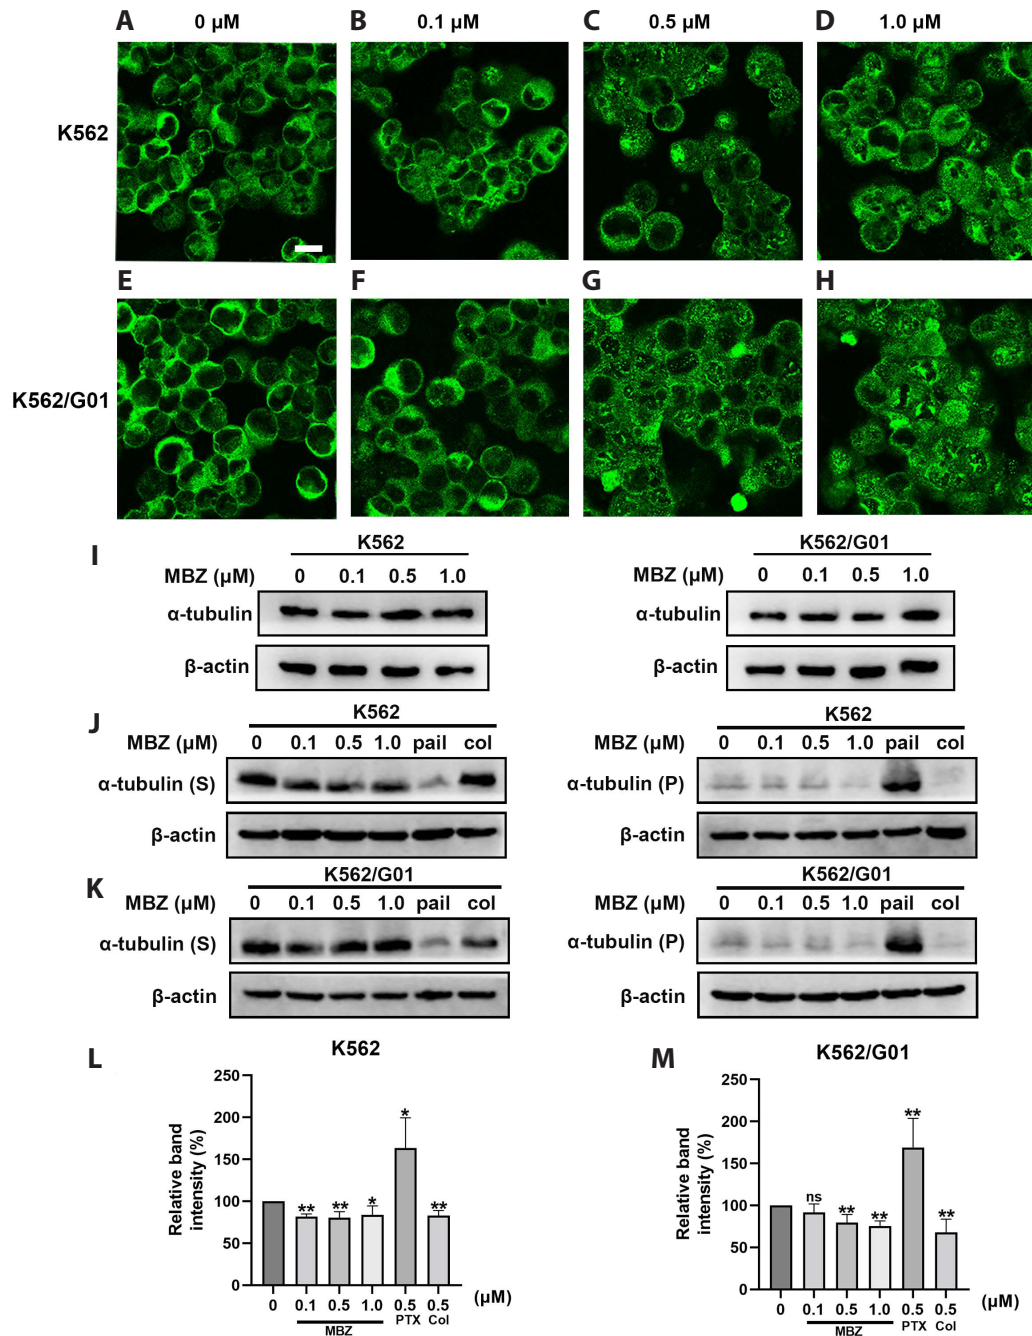 A 0 μM B 0.1 μM C 0.5 μM D 1.0 μM
K562
E F G H
K562/G01
I K562 K562/G01
MBZ (μM) 0 0.1 0.5 1.0 MBZ (μM) 0 0.1 0.5 1.0
α-tubulin α-tubulin
β-actin β-actin
J K562 K562
MBZ (μM) 0 0.1 0.5 1.0 pail col MBZ (μM) 0 0.1 0.5 1.0 pail col
α-tubulin (S) α-tubulin (P)
β-actin β-actin
K K562/G01 K562/G01
MBZ (μM) 0 0.1 0.5 1.0 pail col MBZ (μM) 0 0.1 0.5 1.0 pail col
α-tubulin (S) α-tubulin (P)
β-actin β-actin
L K562
Relative band
intensity (%)
250
200
150
100
50
0
** ** * * **
0 0.1 0.5 1.0 0.5 0.5 (μM)
MBZ PTX Col
M K562/G01
Relative band
intensity (%)
250
200
150
100
50
0
ns ** ** ** **
0 0.1 0.5 1.0 0.5 0.5 (μM)
MBZ PTX Col